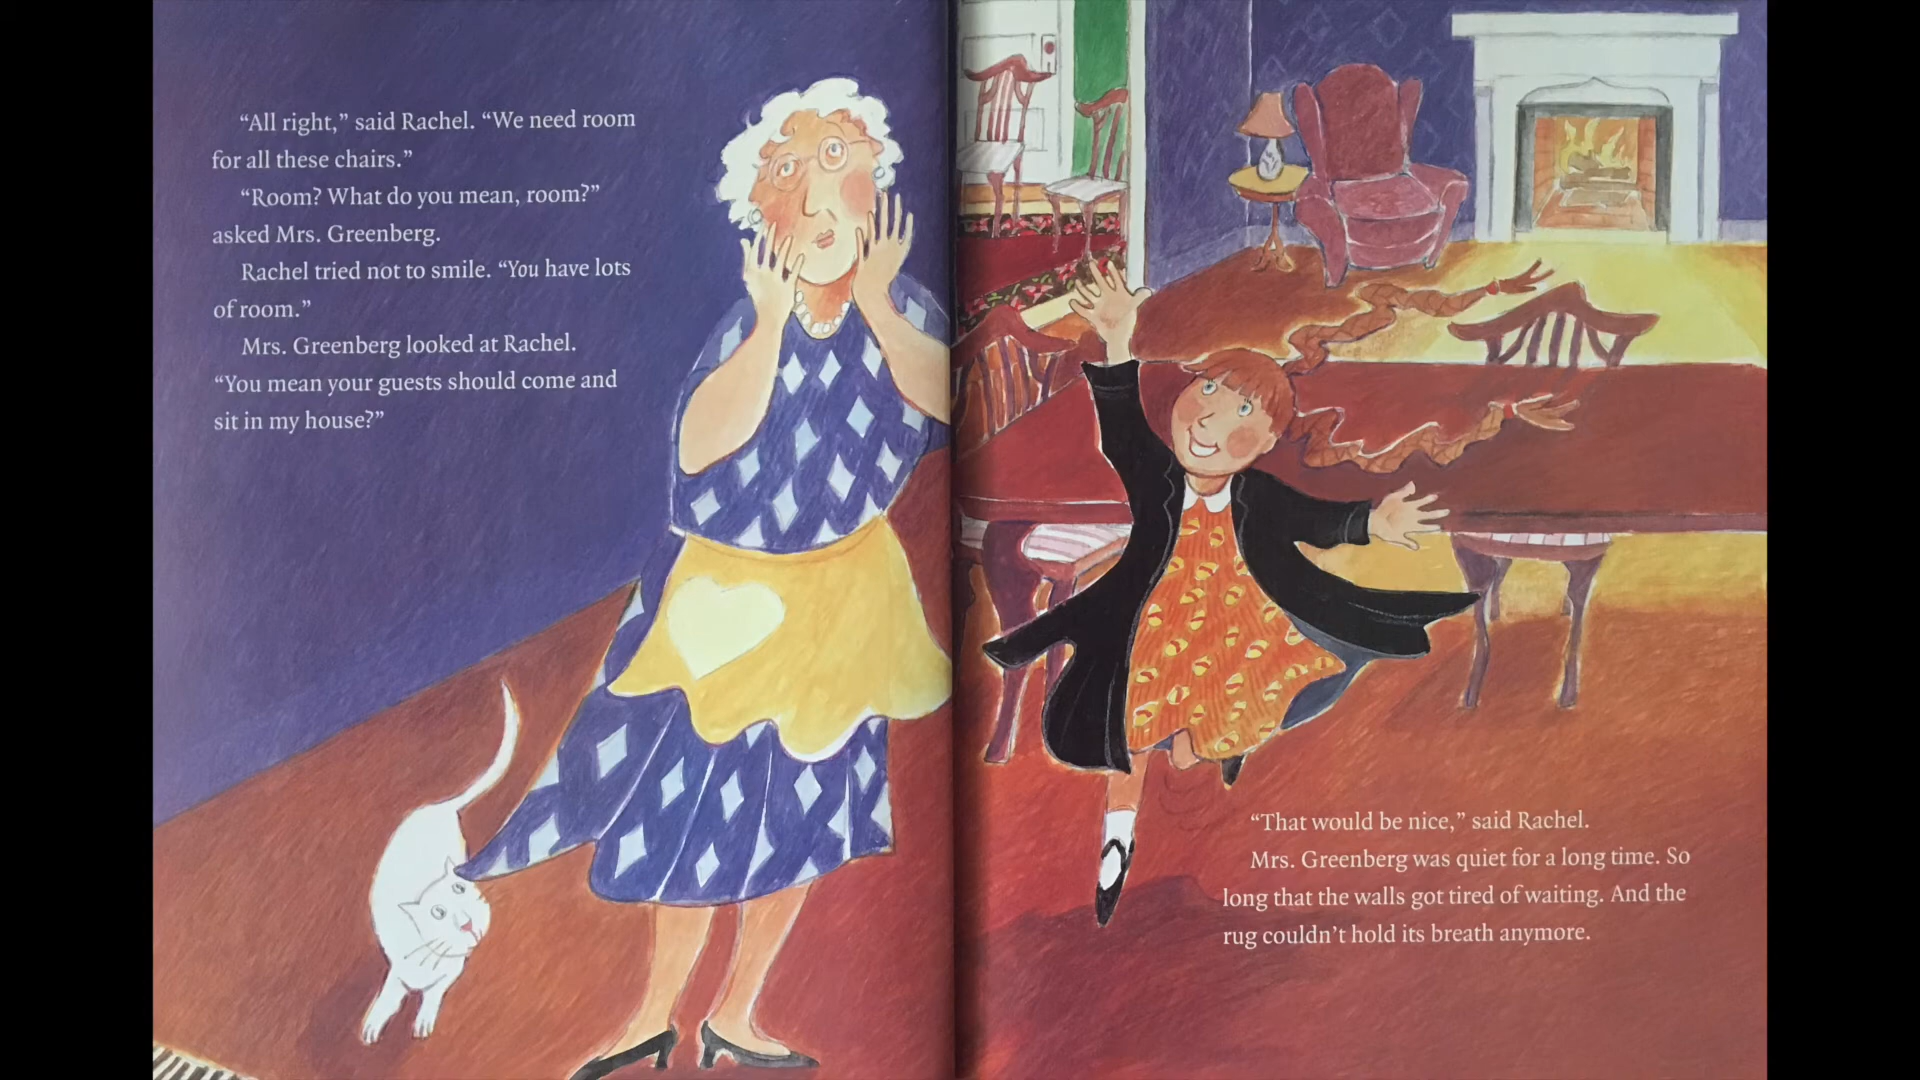 “All right,” said Rachel. “We need room
for all these chairs.”
“Room? What do you mean, room?”
asked Mrs. Greenberg.
Rachel tried not to smile. “You have lots
of room.”
Mrs. Greenberg looked at Rachel.
“You mean your guests should come and
sit in my house?”
“That would be nice,” said Rachel.
Mrs. Greenberg was quiet for a long time. So
long that the walls got tired of waiting. And the
rug couldn’t hold its breath anymore.